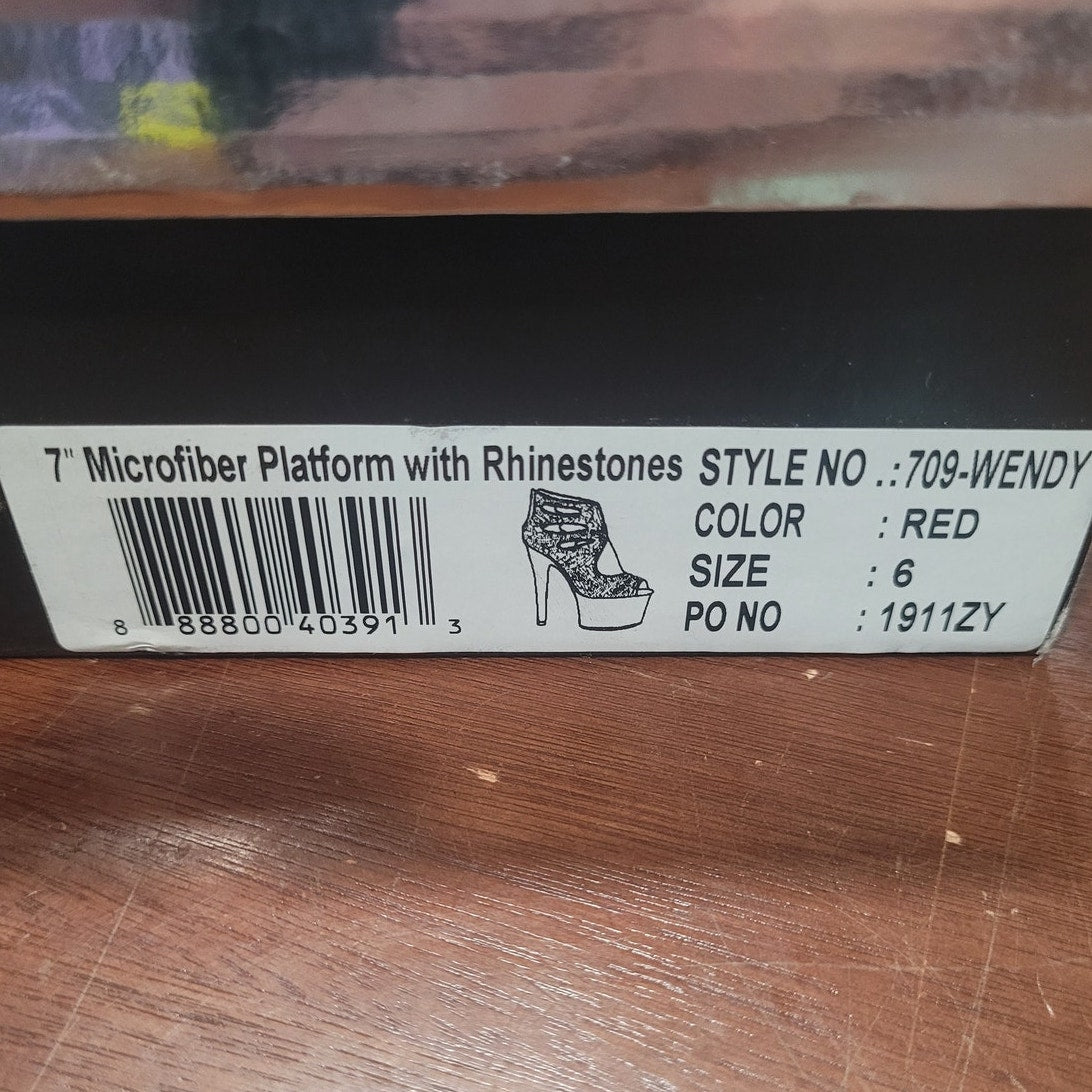 7" Microfiber Platform with Rhinestones STYLE NO .:709-WENDY
COLOR : RED
SIZE : 6
PO NO : 1911ZY
8 88800 40391 3